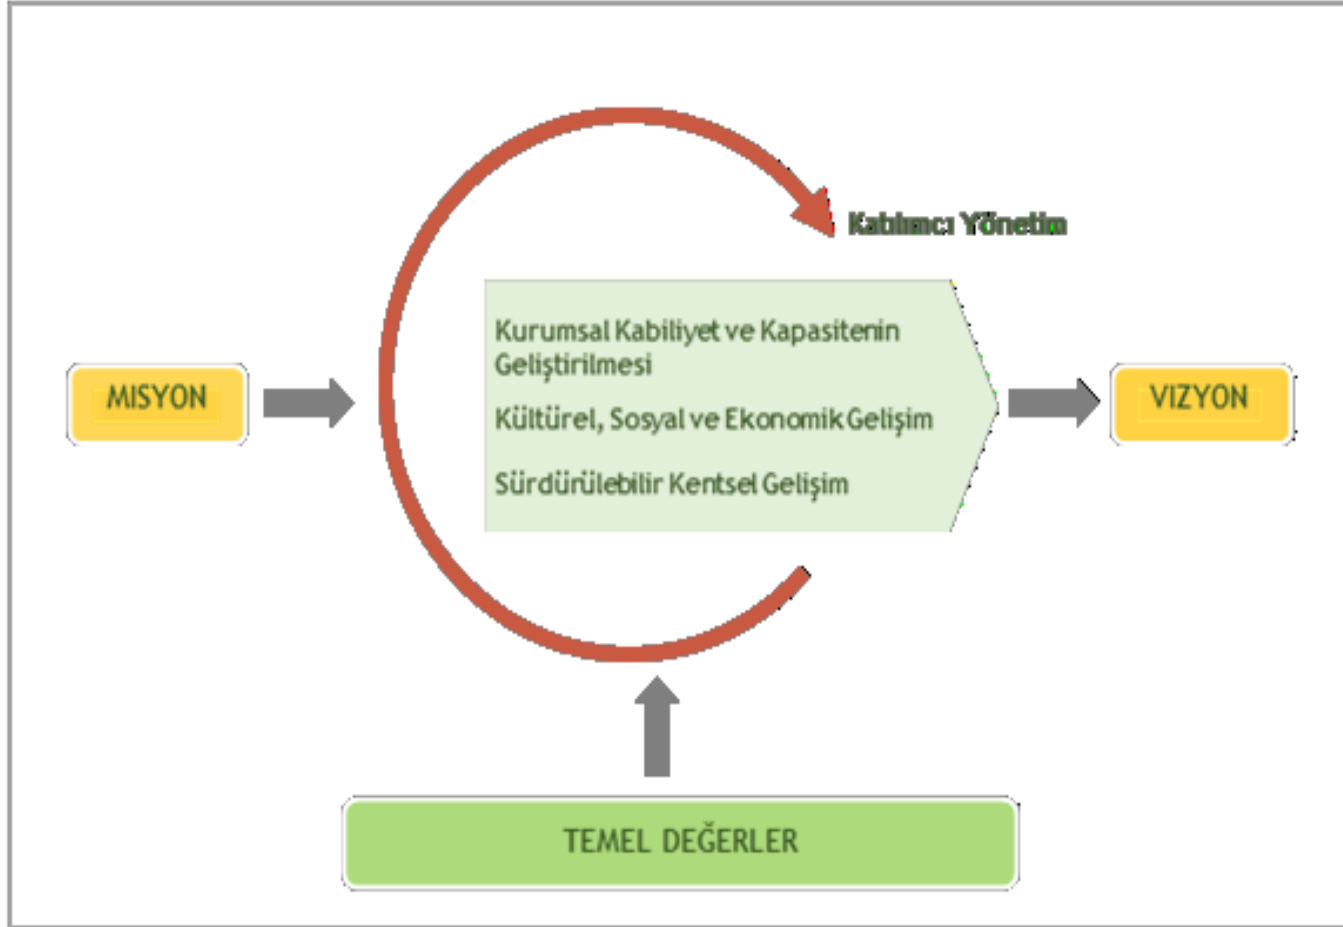 Katılımcı Yönetim
Kurumsal Kabiliyet ve Kapasitenin
Geliştirilmesi
MISYON
VIZYON
Kültürel, Sosyal ve Ekonomik Gelişim
Sürdürülebilir Kentsel Gelişim
TEMEL DEĞERLER